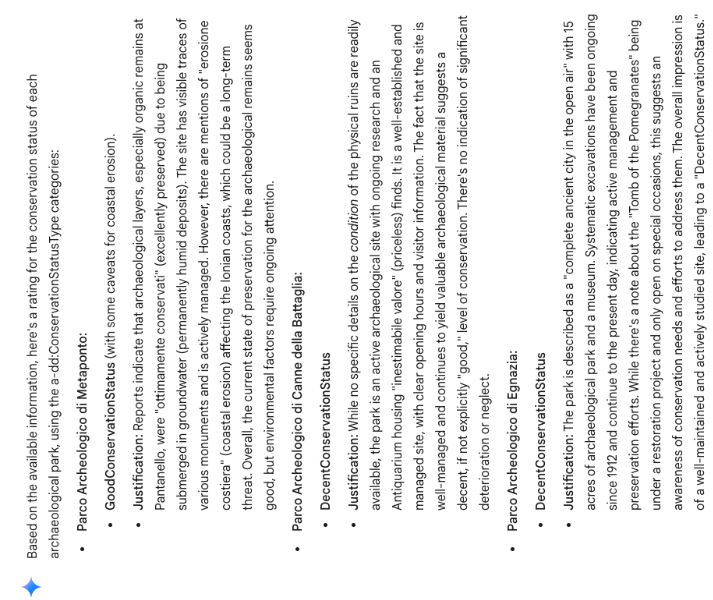 Based on the available information, here's a rating for the conservation status of each
archaeological park, using the a-dd:ConservationStatusType categories:
• Parco Archeologico di Metaponto:
• GoodConservationStatus (with some caveats for coastal erosion).
• Justification: Reports indicate that archaeological layers, especially organic remains at
Pantanello, were "ottimamente conservati" (excellently preserved) due to being
submerged in groundwater (permanently humid deposits). The site has visible traces of
various monuments and is actively managed. However, there are mentions of "erosione
costiera" (coastal erosion) affecting the Ionian coasts, which could be a long-term
threat. Overall, the current state of preservation for the archaeological remains seems
good, but environmental factors require ongoing attention.
• Parco Archeologico di Canne della Battaglia:
• DecentConservationStatus
• Justification: While no specific details on the condition of the physical ruins are readily
available, the park is an active archaeological site with ongoing research and an
Antiquarium housing "inestimabile valore" (priceless) finds. It is a well-established and
managed site, with clear opening hours and visitor information. The fact that the site is
well-managed and continues to yield valuable archaeological material suggests a
decent, if not explicitly "good," level of conservation. There's no indication of significant
deterioration or neglect.
• Parco Archeologico di Egnazia:
• DecentConservationStatus
• Justification: The park is described as a "complete ancient city in the open air" with 15
acres of archaeological park and a museum. Systematic excavations have been ongoing
since 1912 and continue to the present day, indicating active management and
preservation efforts. While there's a note about the "Tomb of the Pomegranates" being
under a restoration project and only open on special occasions, this suggests an
awareness of conservation needs and efforts to address them. The overall impression is
of a well-maintained and actively studied site, leading to a "DecentConservationStatus."